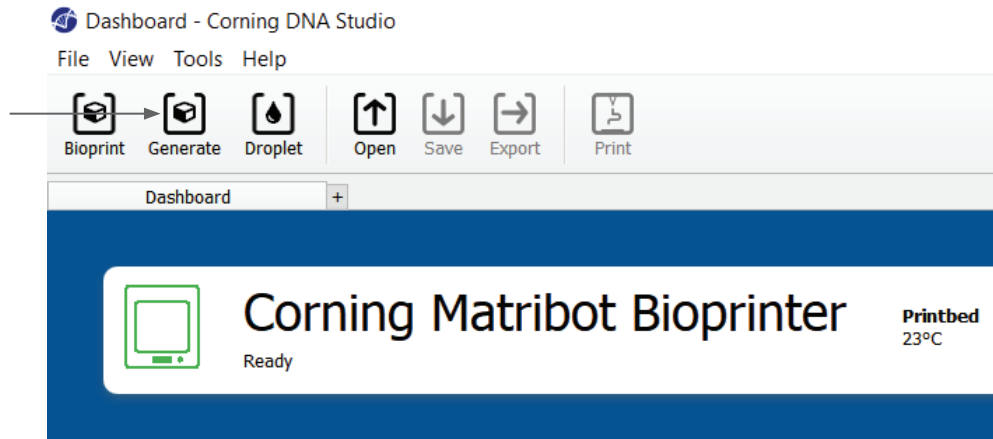 Dashboard - Corning DNA Studio
File View Tools Help
Bioprint Generate Droplet Open Save Export Print
Dashboard +
Corning Matribot Bioprinter
Ready
Printbed
23°C